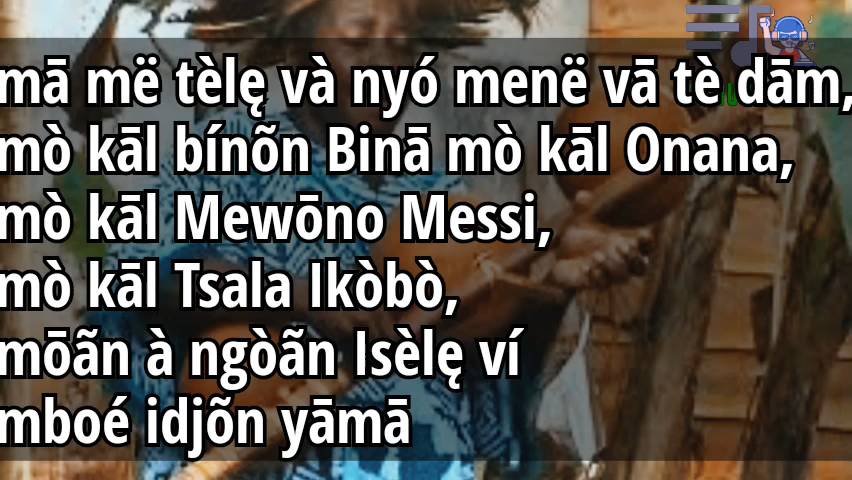 mā më tèlę và nyó menë vā tè dām,
mò kāl bínõn Binā mò kāl Onana,
mò kāl Mewōno Messi,
mò kāl Tsala Ikòbò,
mōãn à ngòãn Isèlę ví
mboé idjõn yāmā